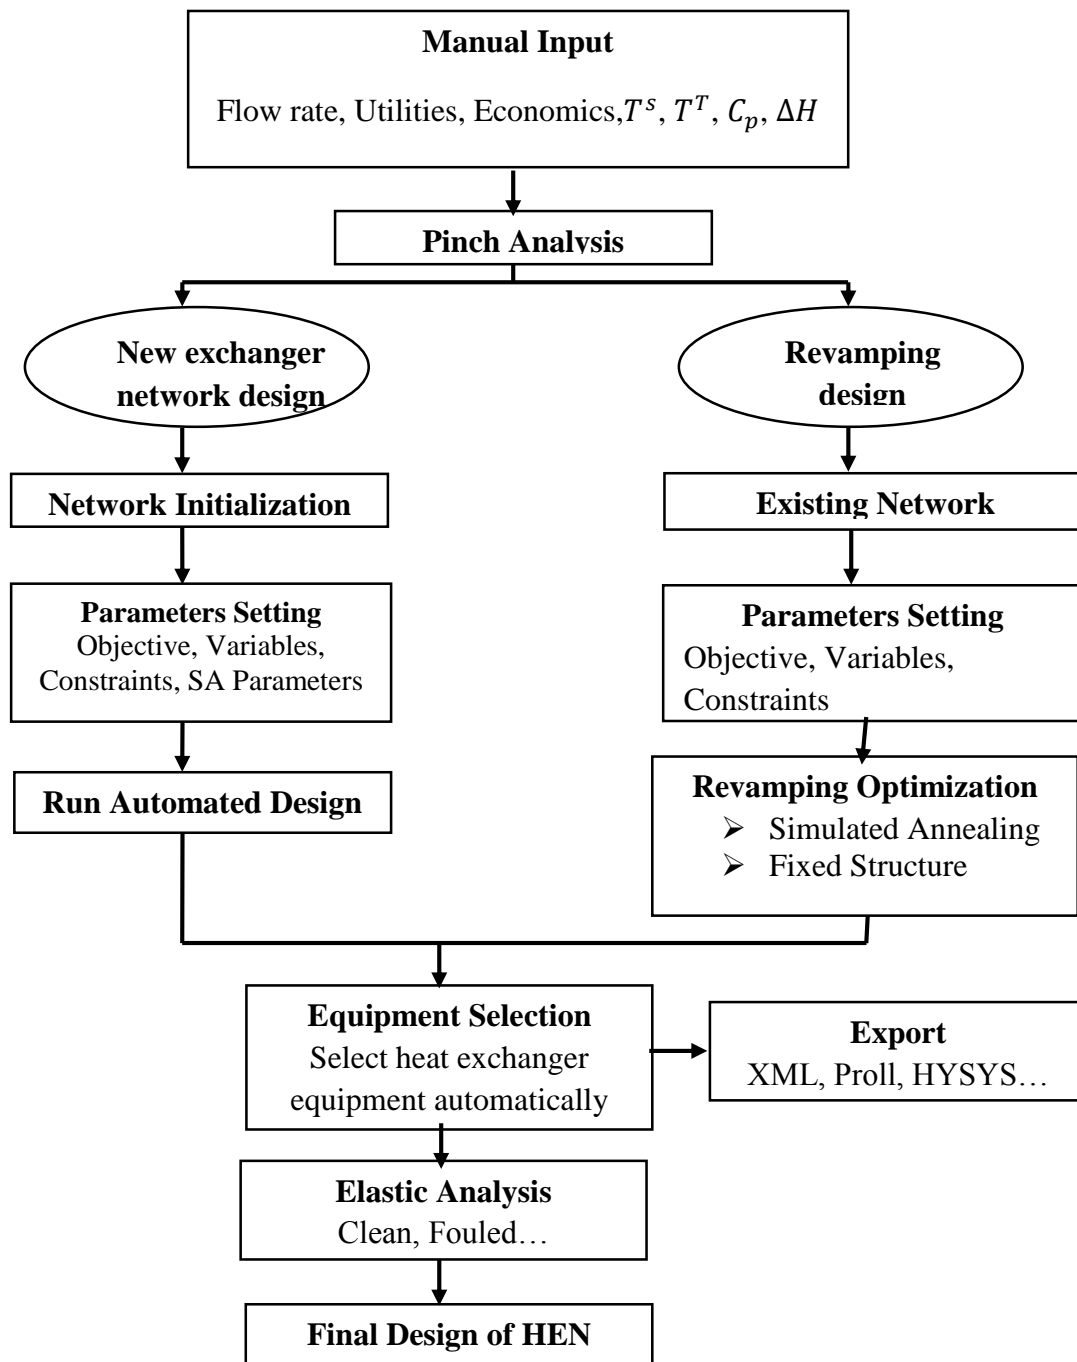 Manual Input
Flow rate, Utilities, Economics,𝑇ˢ, 𝑇ᵀ, 𝐶ₚ, Δ𝐻
Pinch Analysis
New exchanger
network design
Revamping
design
Network Initialization
Existing Network
Parameters Setting
Objective, Variables,
Constraints, SA Parameters
Parameters Setting
Objective, Variables,
Constraints
Run Automated Design
Revamping Optimization
➢ Simulated Annealing
➢ Fixed Structure
Equipment Selection
Select heat exchanger
equipment automatically
Export
XML, Proll, HYSYS…
Elastic Analysis
Clean, Fouled…
Final Design of HEN